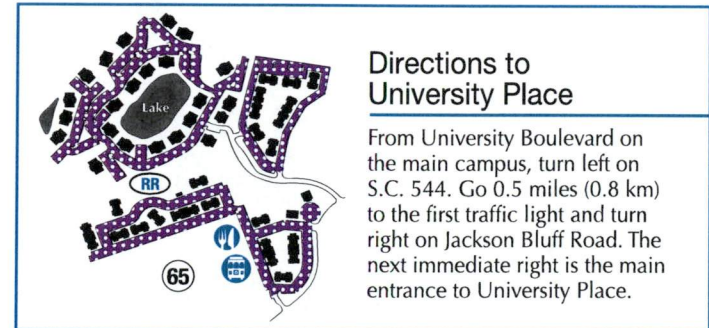 Lake
RR
65
Directions to
University Place
From University Boulevard on
the main campus, turn left on
S.C. 544. Go 0.5 miles (0.8 km)
to the first traffic light and turn
right on Jackson Bluff Road. The
next immediate right is the main
entrance to University Place.